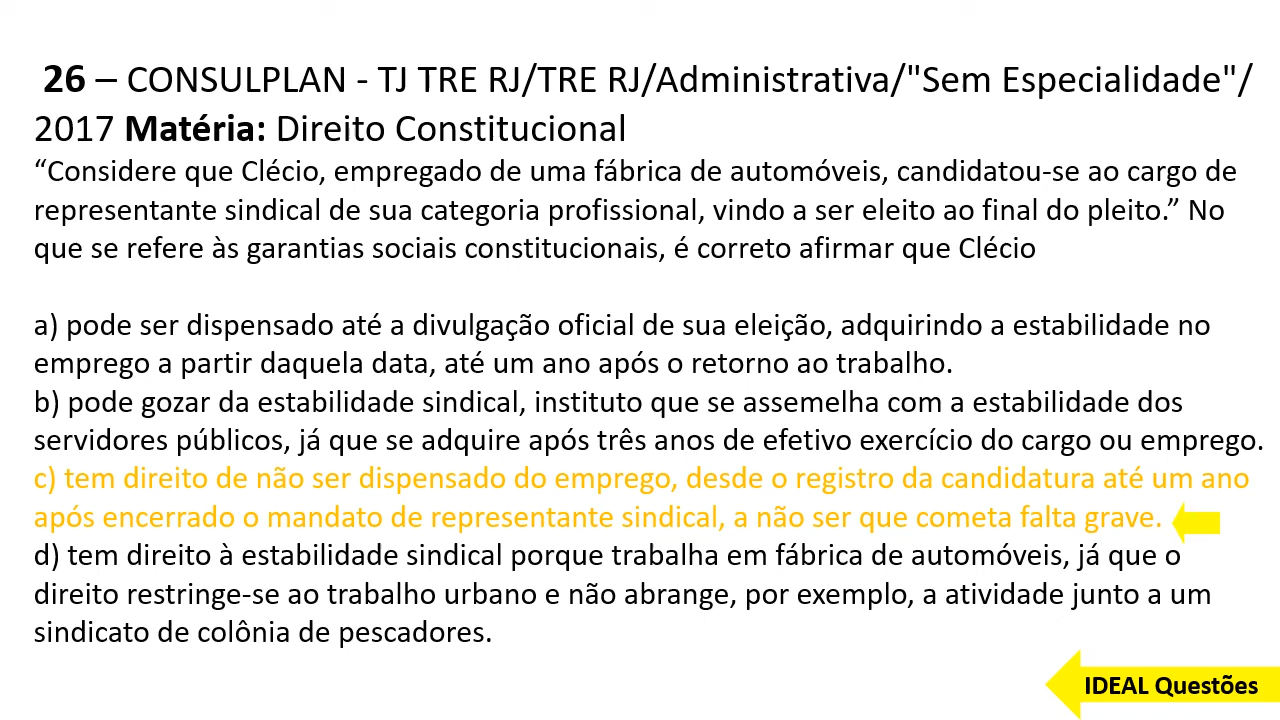 26 – CONSULPLAN - TJ TRE RJ/TRE RJ/Administrativa/"Sem Especialidade"/
2017 Matéria: Direito Constitucional
“Considere que Clécio, empregado de uma fábrica de automóveis, candidatou-se ao cargo de
representante sindical de sua categoria profissional, vindo a ser eleito ao final do pleito.” No
que se refere às garantias sociais constitucionais, é correto afirmar que Clécio
a) pode ser dispensado até a divulgação oficial de sua eleição, adquirindo a estabilidade no
emprego a partir daquela data, até um ano após o retorno ao trabalho.
b) pode gozar da estabilidade sindical, instituto que se assemelha com a estabilidade dos
servidores públicos, já que se adquire após três anos de efetivo exercício do cargo ou emprego.
c) tem direito de não ser dispensado do emprego, desde o registro da candidatura até um ano
após encerrado o mandato de representante sindical, a não ser que cometa falta grave.
d) tem direito à estabilidade sindical porque trabalha em fábrica de automóveis, já que o
direito restringe-se ao trabalho urbano e não abrange, por exemplo, a atividade junto a um
sindicato de colônia de pescadores.
IDEAL Questões